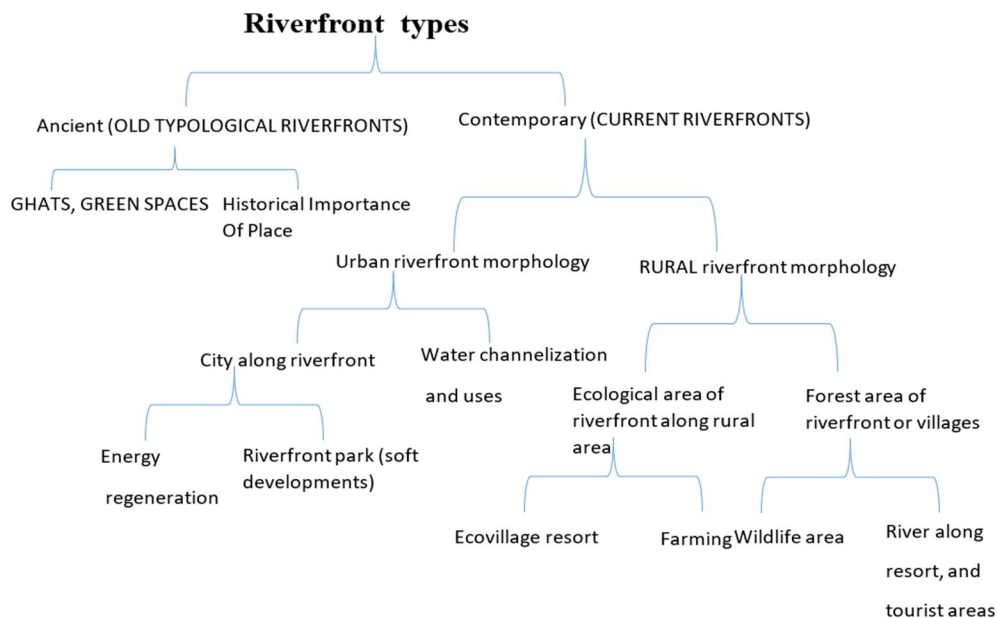 Riverfront types
Ancient (OLD TYPOLOGICAL RIVERFRONTS)
Contemporary (CURRENT RIVERFRONTS)
GHATS, GREEN SPACES
Historical Importance
Of Place
Urban riverfront morphology
RURAL riverfront morphology
City along riverfront
Water channelization
and uses
Ecological area of
riverfront along rural
area
Forest area of
riverfront or villages
Energy
regeneration
Riverfront park (soft
developments)
Ecovillage resort
Farming
Wildlife area
River along
resort, and
tourist areas